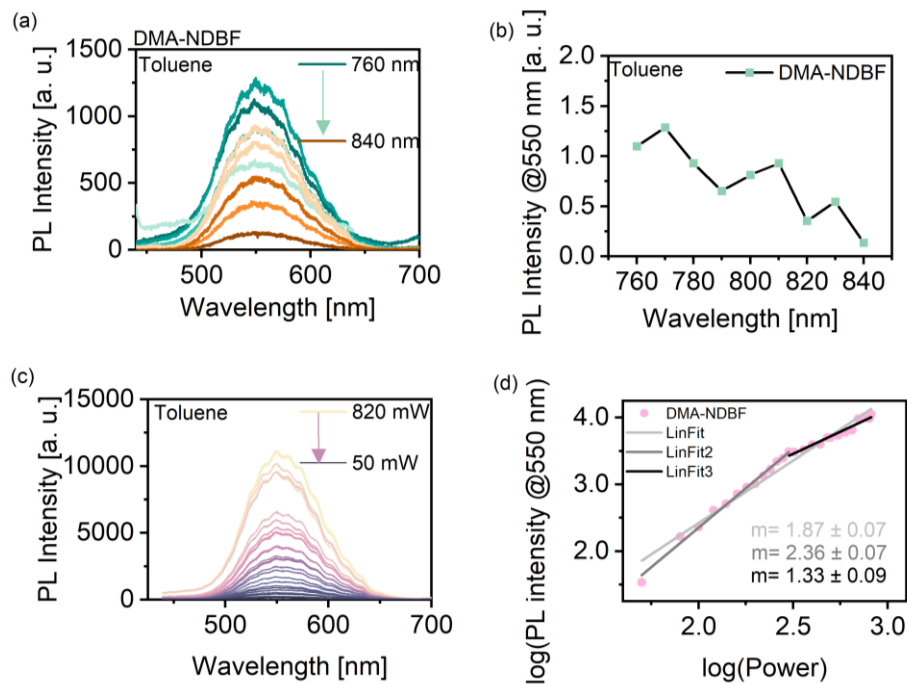 (a)
DMA-NDBF
Toluene
760 nm
840 nm
1500
1000
500
0
500 600 700
PL Intensity [a. u.]
Wavelength [nm]
(b)
Toluene
DMA-NDBF
2.0
1.5
1.0
0.5
0.0
760 780 800 820 840
PL Intensity @550 nm [a. u.]
Wavelength [nm]
(c)
Toluene
820 mW
50 mW
15000
10000
5000
0
500 600 700
PL Intensity [a. u.]
Wavelength [nm]
(d)
DMA-NDBF
LinFit
LinFit2
LinFit3
m= 1.87 ± 0.07
m= 2.36 ± 0.07
m= 1.33 ± 0.09
4.0
3.0
2.0
2.0 2.5 3.0
log(PL intensity @550 nm)
log(Power)